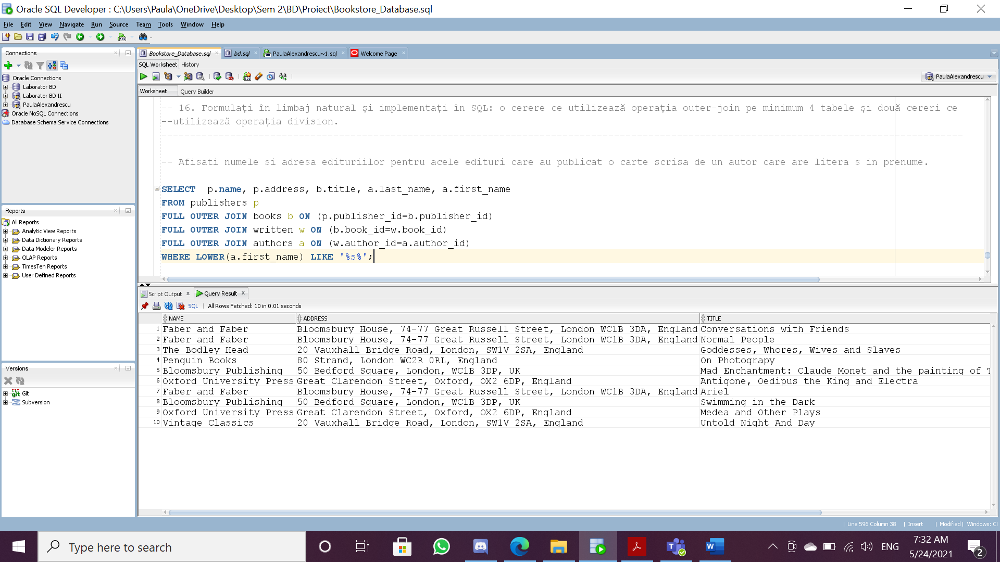 Oracle SQL Developer : C:\Users\Paula\OneDrive\Desktop\Sem 2\BD\Proiect\Bookstore_Database.sql
File Edit View Navigate Run Source Team Tools Window Help
Connections
Oracle Connections
Laborator BD
Laborator BD II
PaulaAlexandrescu
Oracle NoSQL Connections
Database Schema Service Connections
Reports
All Reports
Analytic View Reports
Data Dictionary Reports
Data Modeler Reports
OLAP Reports
TimesTen Reports
User Defined Reports
Versions
Git
Subversion
Bookstore_Database.sql bd.sql PaulaAlexandrescu~1.sql Welcome Page
SQL Worksheet History
PaulaAlexandrescu
Worksheet Query Builder
-- 16. Formulați în limbaj natural și implementați în SQL: o cerere ce utilizează operația outer-join pe minimum 4 tabele și două cereri ce
--utilizează operația division.
--------------------------------------------------------------------------------------------------------------------------------------------
-- Afisati numele si adresa edituriilor pentru acele edituri care au publicat o carte scrisa de un autor care are litera s in prenume.
SELECT  p.name, p.address, b.title, a.last_name, a.first_name
FROM publishers p
FULL OUTER JOIN books b ON (p.publisher_id=b.publisher_id)
FULL OUTER JOIN written w ON (b.book_id=w.book_id)
FULL OUTER JOIN authors a ON (w.author_id=a.author_id)
WHERE LOWER(a.first_name) LIKE '%s%';
Script Output Query Result
SQL All Rows Fetched: 10 in 0.01 seconds
NAME ADDRESS TITLE
1 Faber and Faber Bloomsbury House, 74-77 Great Russell Street, London WC1B 3DA, England Conversations with Friends
2 Faber and Faber Bloomsbury House, 74-77 Great Russell Street, London WC1B 3DA, England Normal People
3 The Bodley Head 20 Vauxhall Bridge Road, London, SW1V 2SA, England Goddesses, Whores, Wives and Slaves
4 Penguin Books 80 Strand, London WC2R 0RL, England On Photograpy
5 Bloomsbury Publishing 50 Bedford Square, London, WC1B 3DP, UK Mad Enchantment: Claude Monet and the painting of
6 Oxford University Press Great Clarendon Street, Oxford, OX2 6DP, England Antigone, Oedipus the King and Electra
7 Faber and Faber Bloomsbury House, 74-77 Great Russell Street, London WC1B 3DA, England Ariel
8 Bloomsbury Publishing 50 Bedford Square, London, WC1B 3DP, UK Swimming in the Dark
9 Oxford University Press Great Clarendon Street, Oxford, OX2 6DP, England Medea and Other Plays
10 Vintage Classics 20 Vauxhall Bridge Road, London, SW1V 2SA, England Untold Night And Day
Line 596 Column 38 Insert Modified Windows: Cl
Type here to search
ENG
7:32 AM
5/24/2021
2